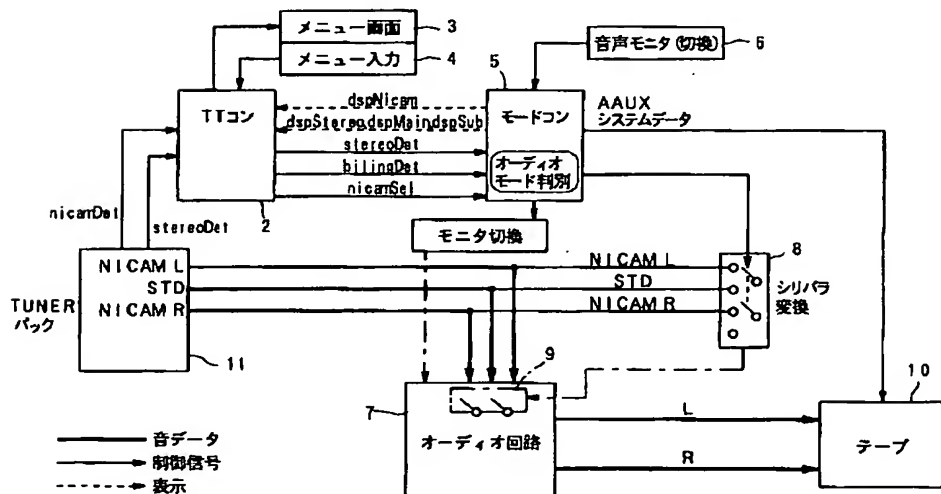 メニュー画面
3
メニュー入力
4
音声モニタ(切換)
6
5
TTコン
2
dspNicam
dspStereo,dspMain,dspSub
stereoDet
bilingDet
nicamSel
モードコン
オーディオ
モード判別
AAUX
システムデータ
nicamDet
stereoDet
モニタ切換
NICAM L
STD
NICAM R
TUNER
パック
11
NICAM L
STD
NICAM R
8
シリパラ
変換
7
9
オーディオ回路
L
R
10
テープ
音データ
制御信号
表示